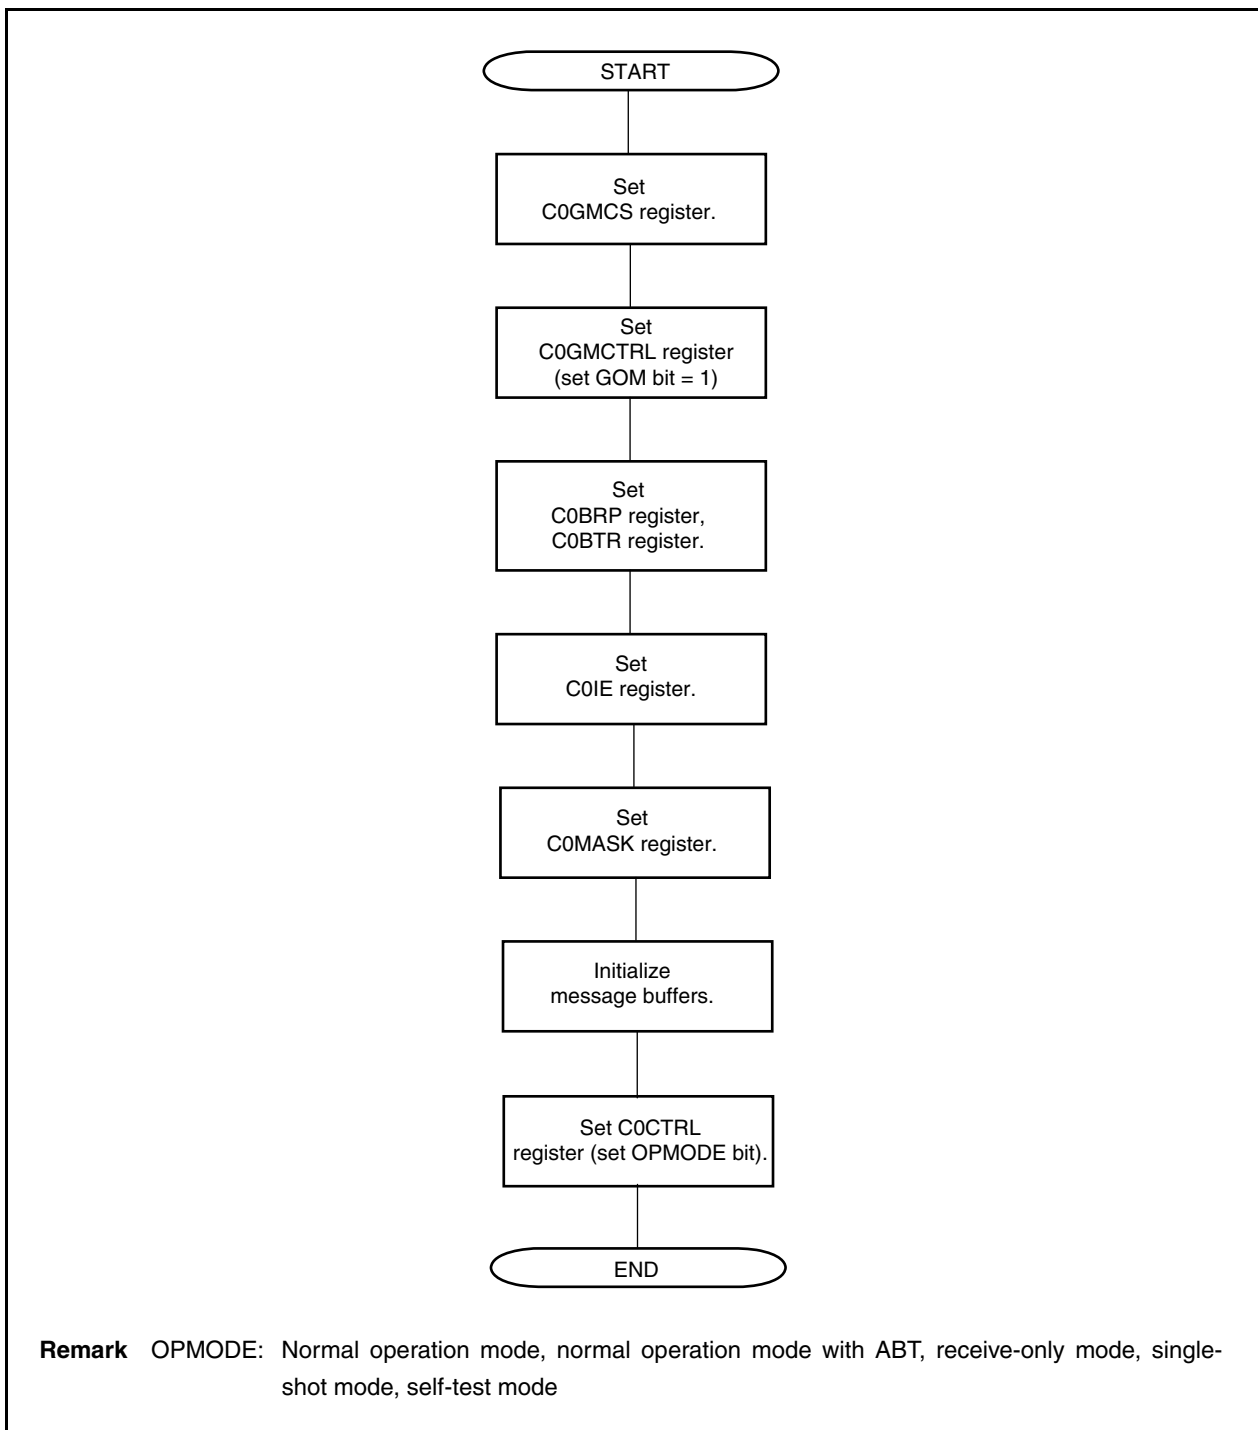 START
Set
C0GMCS register.
Set
C0GMCTRL register
(set GOM bit = 1)
Set
C0BRP register,
C0BTR register.
Set
C0IE register.
Set
C0MASK register.
Initialize
message buffers.
Set C0CTRL
register (set OPMODE bit).
END
Remark OPMODE: Normal operation mode, normal operation mode with ABT, receive-only mode, single-
shot mode, self-test mode